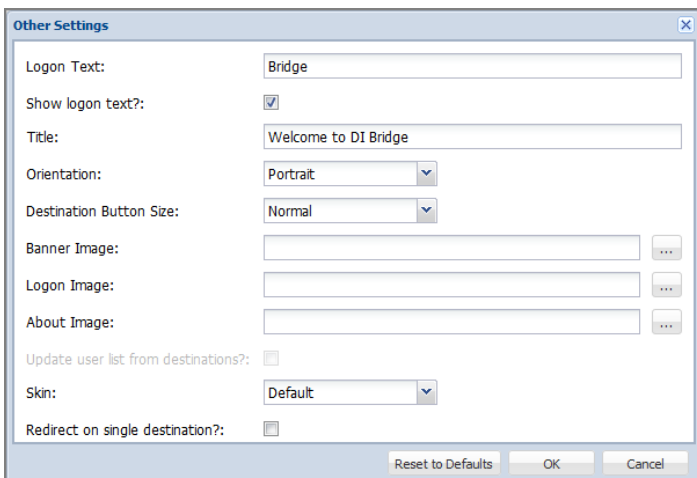 Other Settings
Logon Text: Bridge
Show logon text?:
Title: Welcome to DI Bridge
Orientation: Portrait
Destination Button Size: Normal
Banner Image: ...
Logon Image: ...
About Image: ...
Update user list from destinations?:
Skin: Default
Redirect on single destination?:
Reset to Defaults OK Cancel